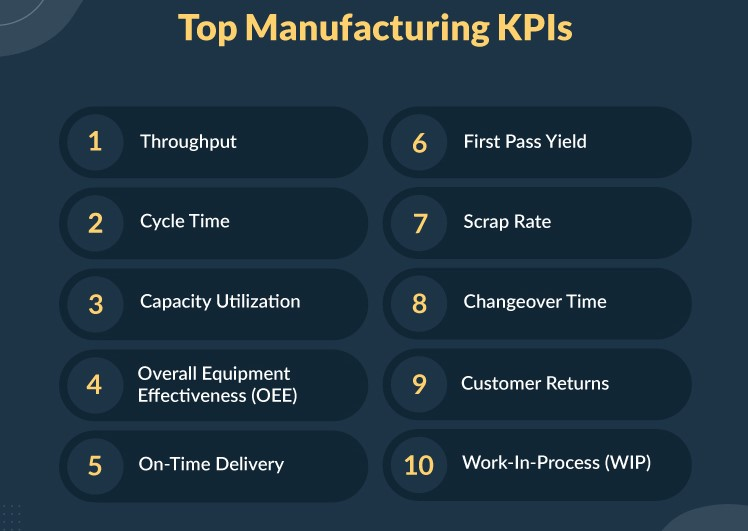 Top Manufacturing KPIs
1 Throughput
2 Cycle Time
3 Capacity Utilization
4 Overall Equipment
Effectiveness (OEE)
5 On-Time Delivery
6 First Pass Yield
7 Scrap Rate
8 Changeover Time
9 Customer Returns
10 Work-In-Process (WIP)